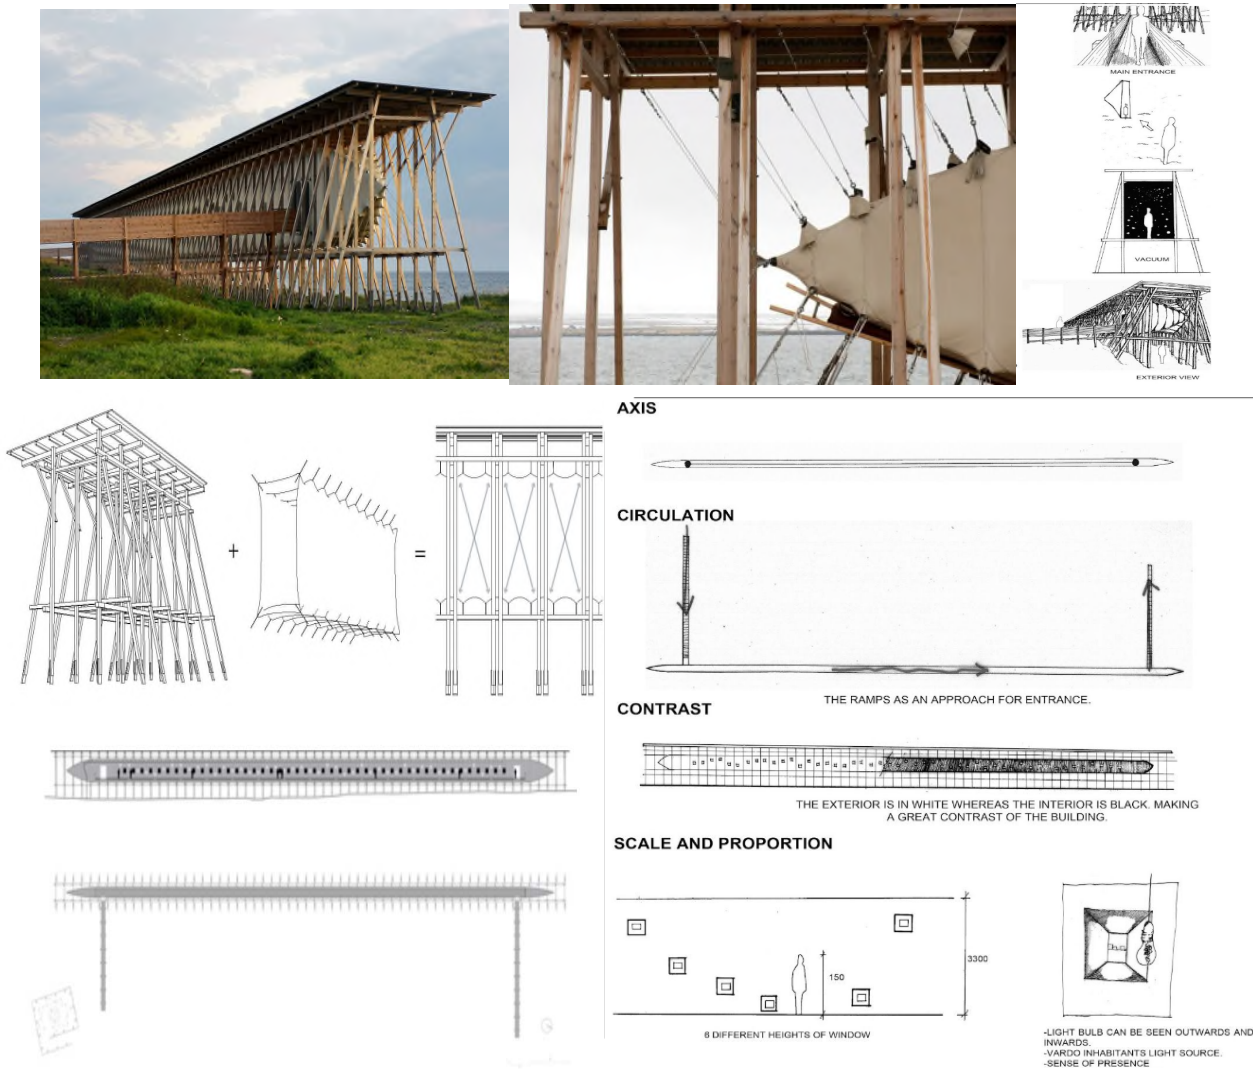 MAIN ENTRANCE
VACUUM
EXTERIOR VIEW
+
=
AXIS
CIRCULATION
THE RAMPS AS AN APPROACH FOR ENTRANCE.
CONTRAST
THE EXTERIOR IS IN WHITE WHEREAS THE INTERIOR IS BLACK. MAKING
A GREAT CONTRAST OF THE BUILDING.
SCALE AND PROPORTION
3300
150
6 DIFFERENT HEIGHTS OF WINDOW
-LIGHT BULB CAN BE SEEN OUTWARDS AND
INWARDS.
-VARDO INHABITANTS LIGHT SOURCE.
-SENSE OF PRESENCE